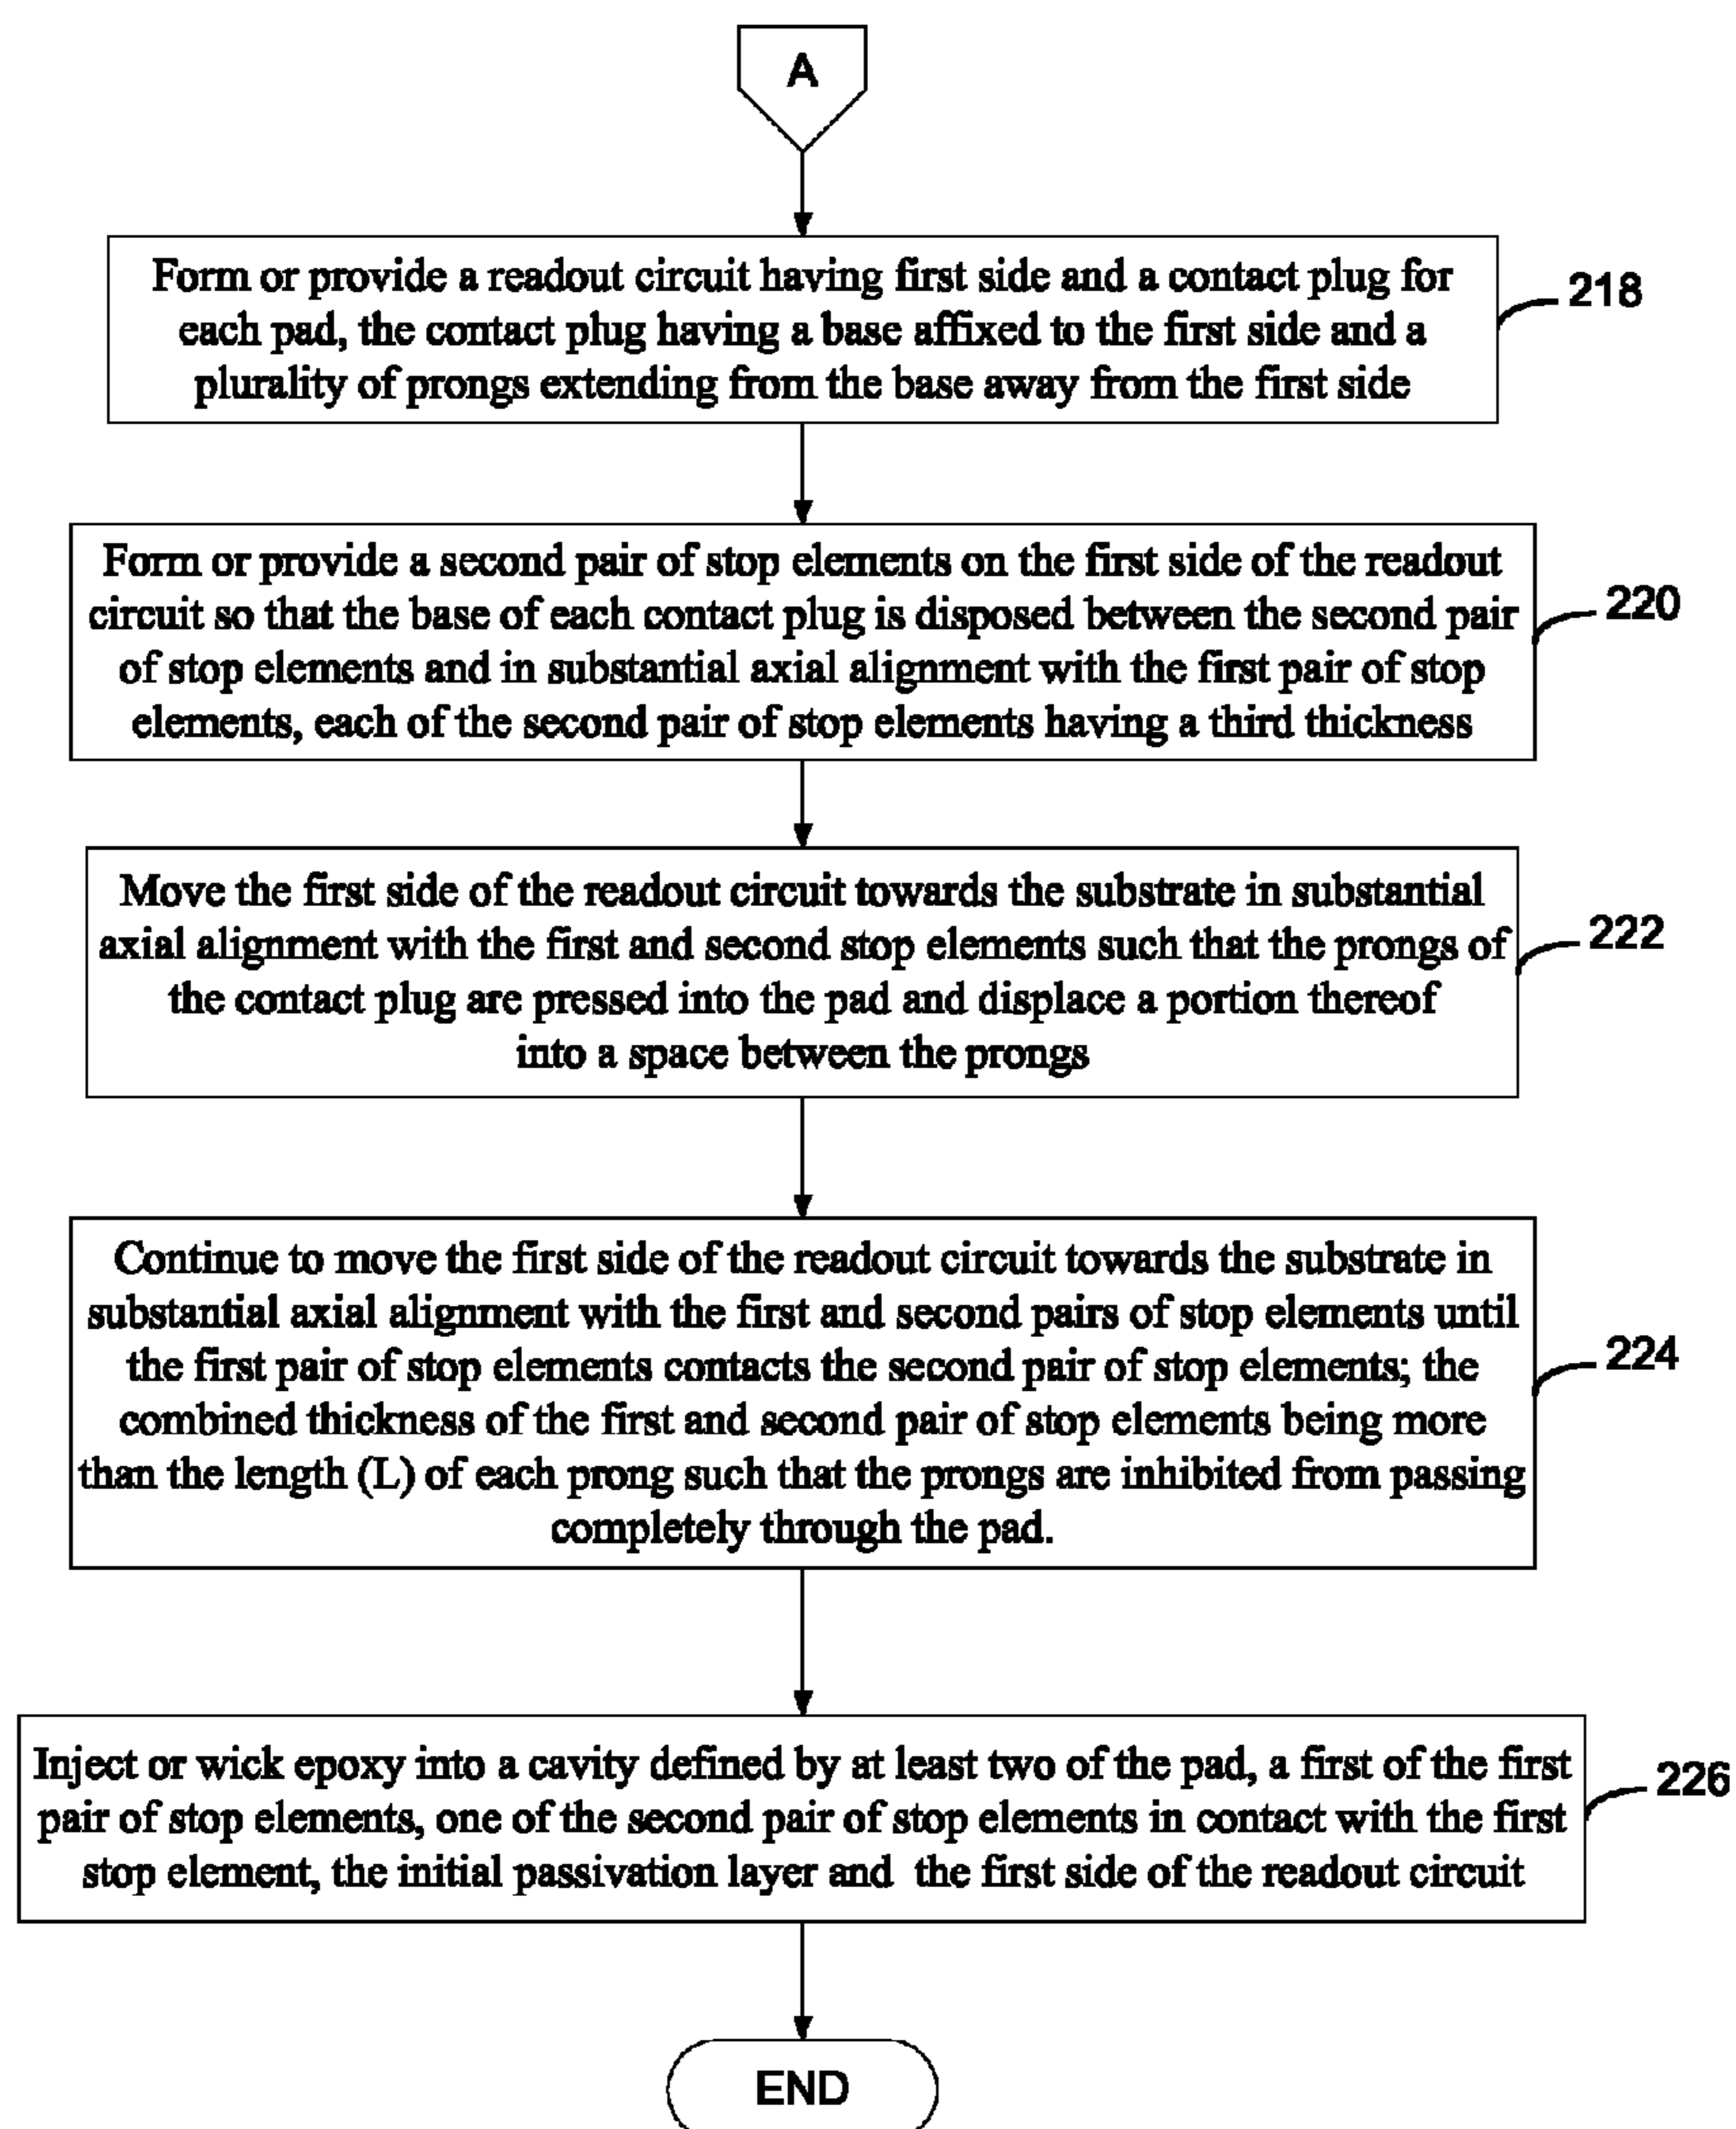 A
Form or provide a readout circuit having first side and a contact plug for
each pad, the contact plug having a base affixed to the first side and a
plurality of prongs extending from the base away from the first side
218
Form or provide a second pair of stop elements on the first side of the readout
circuit so that the base of each contact plug is disposed between the second pair
of stop elements and in substantial axial alignment with the first pair of stop
elements, each of the second pair of stop elements having a third thickness
220
Move the first side of the readout circuit towards the substrate in substantial
axial alignment with the first and second stop elements such that the prongs of
the contact plug are pressed into the pad and displace a portion thereof
into a space between the prongs
222
Continue to move the first side of the readout circuit towards the substrate in
substantial axial alignment with the first and second pairs of stop elements until
the first pair of stop elements contacts the second pair of stop elements; the
combined thickness of the first and second pair of stop elements being more
than the length (L) of each prong such that the prongs are inhibited from passing
completely through the pad.
224
Inject or wick epoxy into a cavity defined by at least two of the pad, a first of the first
pair of stop elements, one of the second pair of stop elements in contact with the first
stop element, the initial passivation layer and the first side of the readout circuit
226
END